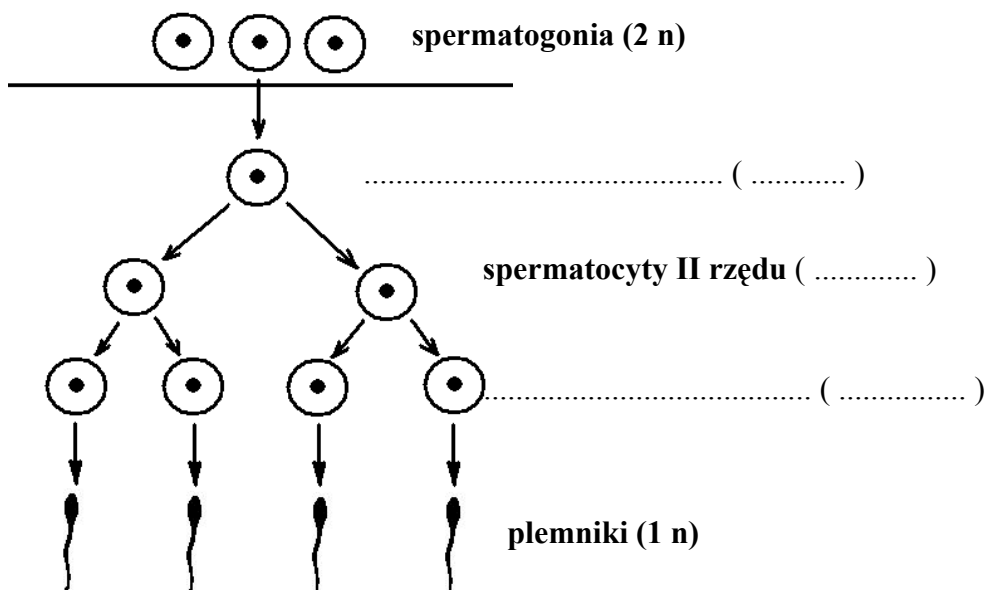 spermatogonia (2 n)
........................................... ( ............ )
spermatocyty II rzędu ( ............. )
....................................... ( ............... )
plemniki (1 n)